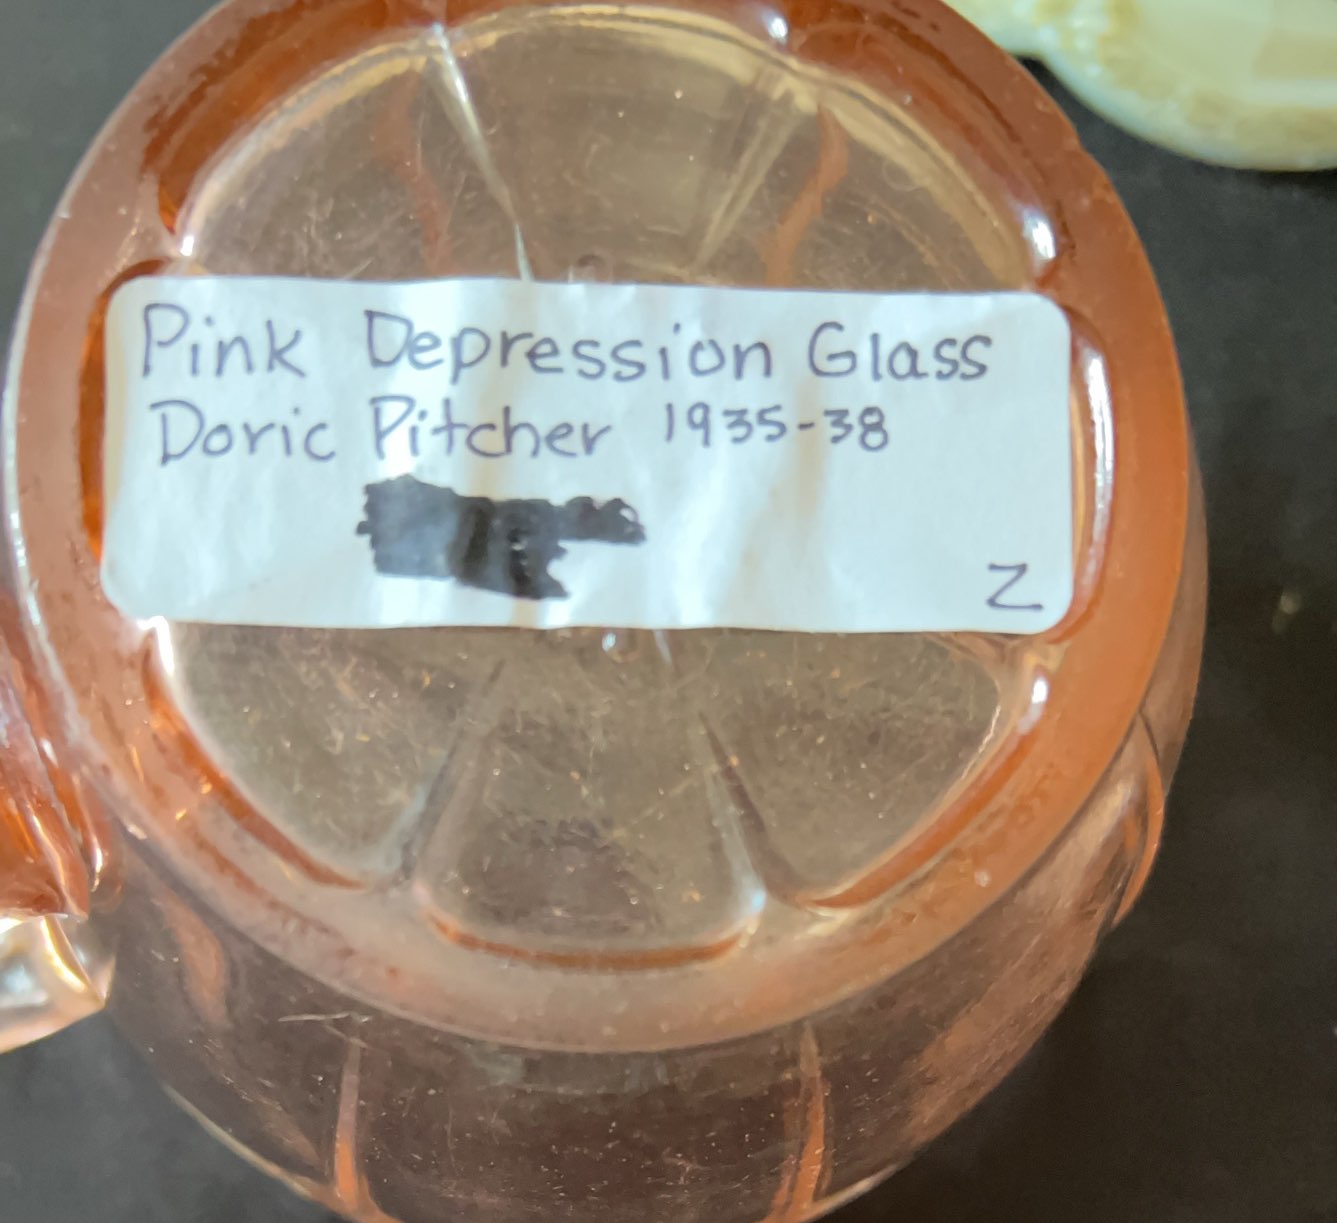 Pink Depression Glass
Doric Pitcher 1935-38
Z